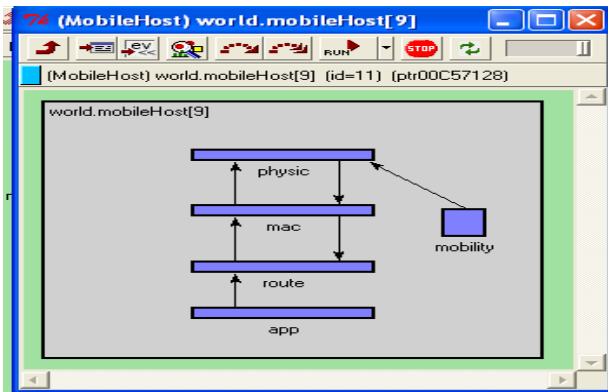 (MobileHost) world.mobileHost[9]
ev
<<
RUN
STOP
(MobileHost) world.mobileHost[9] (id=11) (ptr00C57128)
world.mobileHost[9]
physic
mac
mobility
route
app